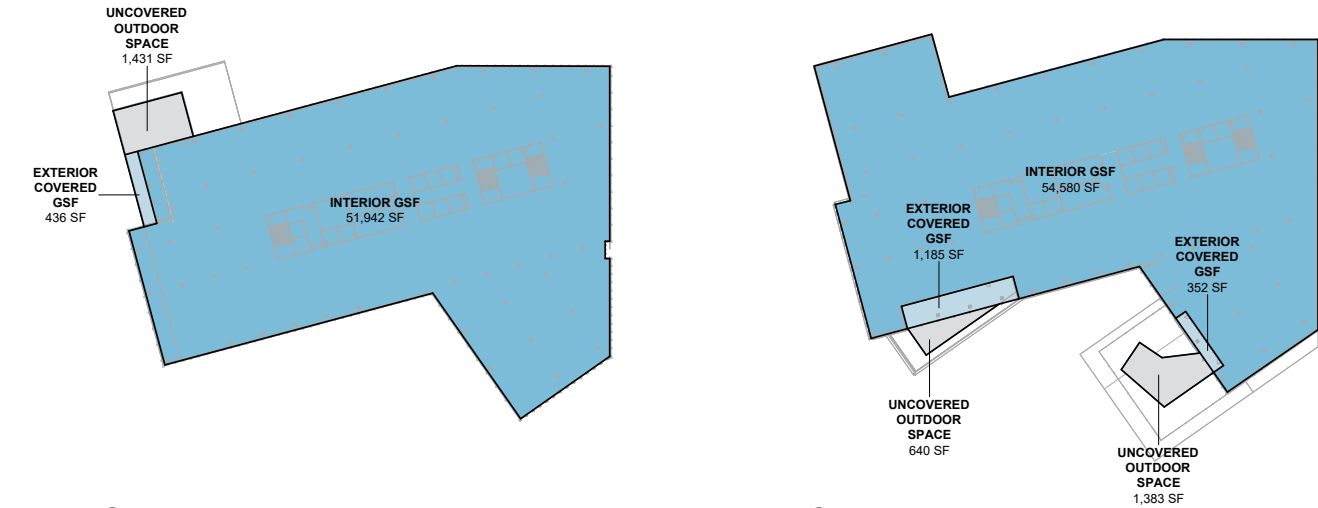 UNCOVERED
OUTDOOR
SPACE
1,431 SF
EXTERIOR
COVERED
GSF
436 SF
INTERIOR GSF
51,942 SF
INTERIOR GSF
54,580 SF
EXTERIOR
COVERED
GSF
1,185 SF
EXTERIOR
COVERED
GSF
352 SF
UNCOVERED
OUTDOOR
SPACE
640 SF
UNCOVERED
OUTDOOR
SPACE
1,383 SF